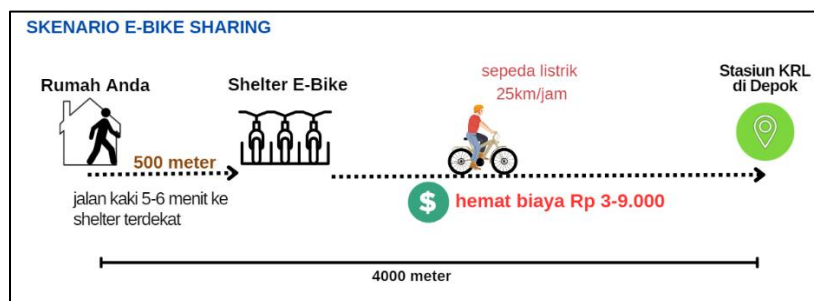 SKENARIO E-BIKE SHARING
Rumah Anda
Shelter E-Bike
sepeda listrik
25km/jam
Stasiun KRL
di Depok
500 meter
jalan kaki 5-6 menit ke
shelter terdekat
$ hemat biaya Rp 3-9.000
4000 meter